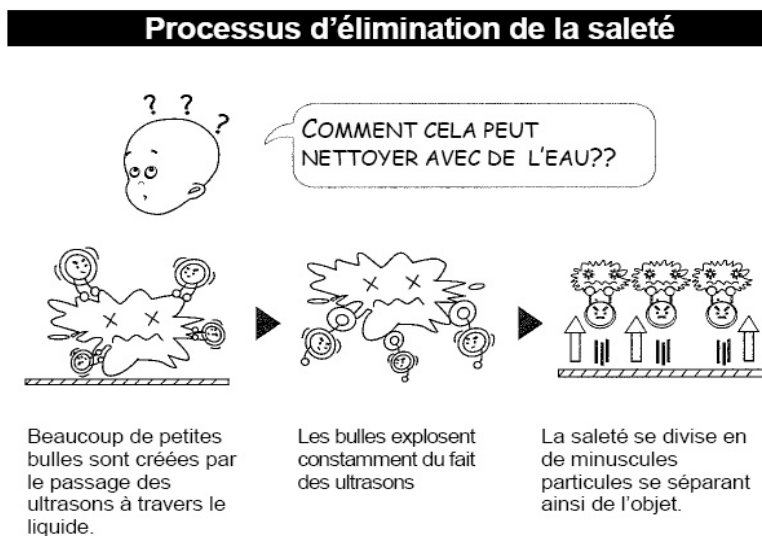 Processus d'élimination de la saleté
? ? ?
COMMENT CELA PEUT
NETTOYER AVEC DE L'EAU??
Beaucoup de petites
bulles sont créées par
le passage des
ultrasons à travers le
liquide.
Les bulles explosent
constamment du fait
des ultrasons
La saleté se divise en
de minuscules
particules se séparant
ainsi de l'objet.